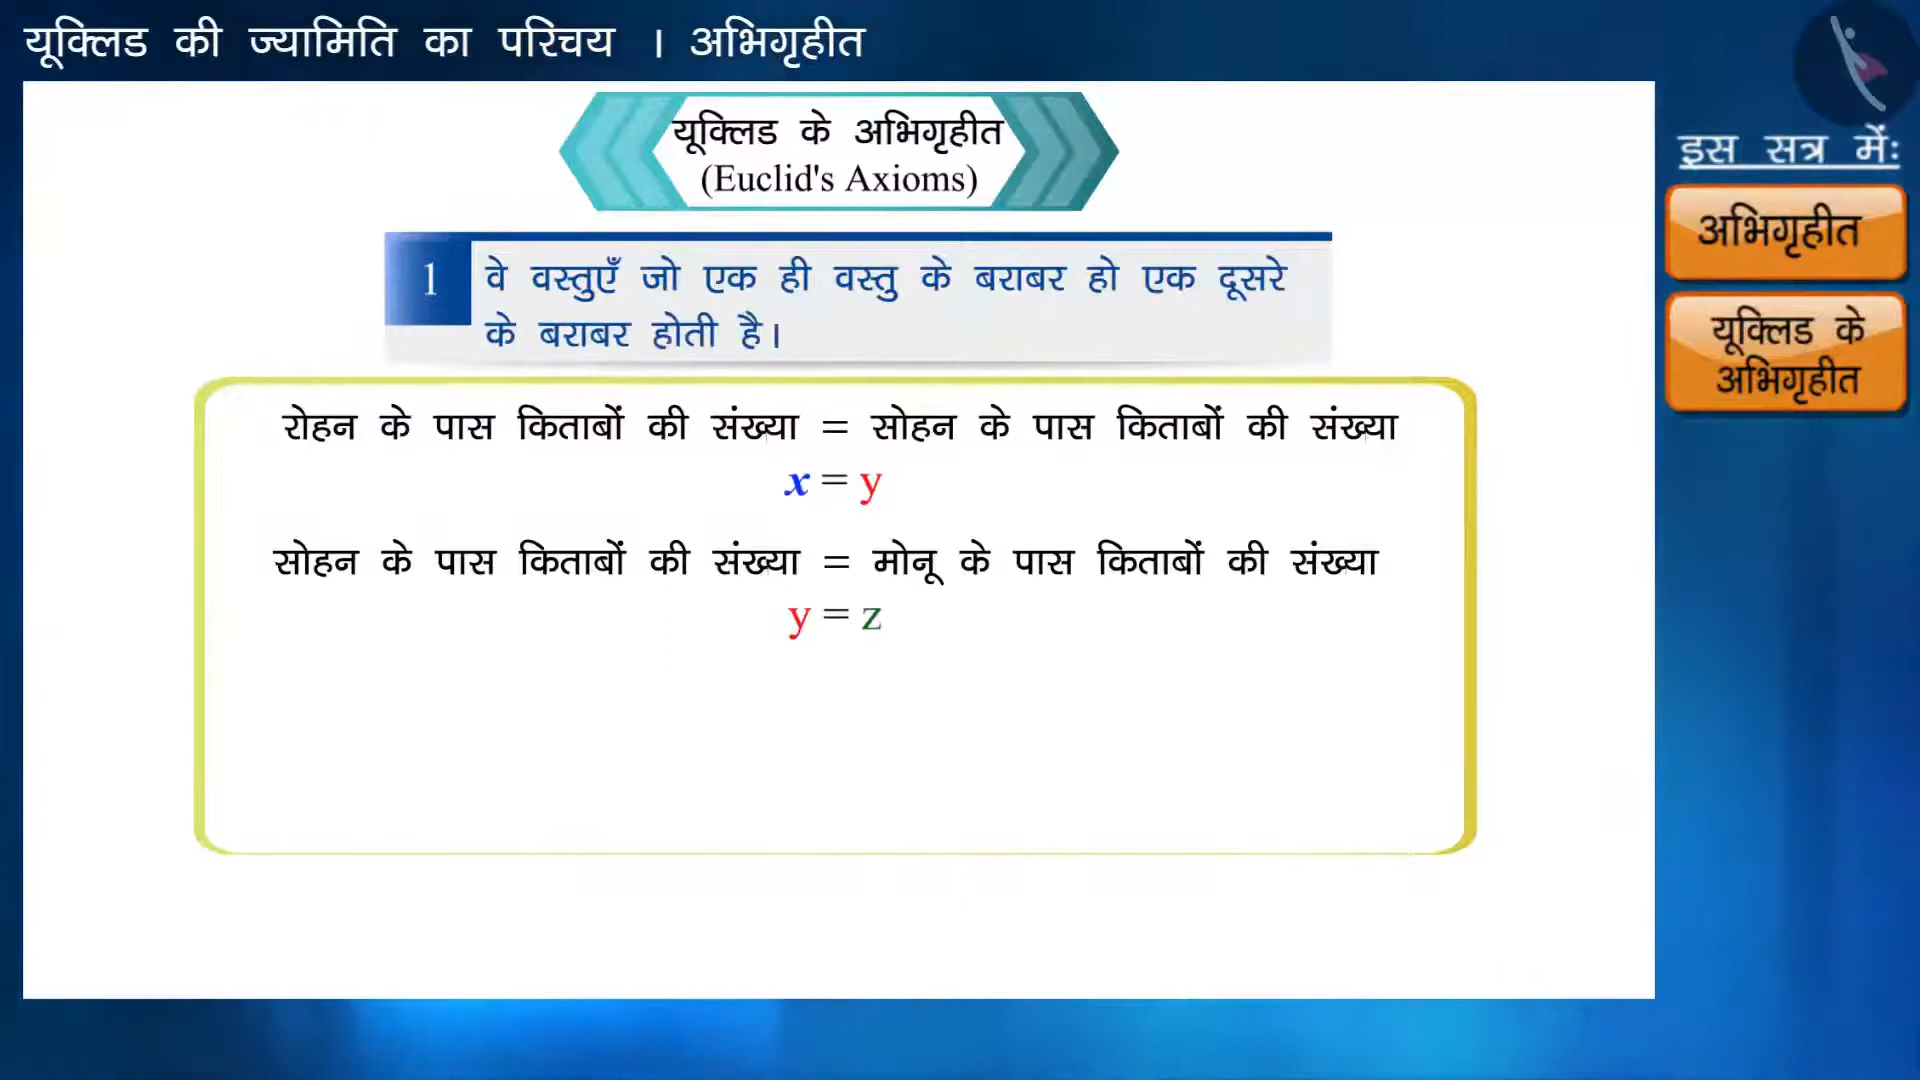 यूक्लिड की ज्यामिति का परिचय । अभिगृहीत
यूक्लिड के अभिगृहीत
(Euclid's Axioms)
1 वे वस्तुएँ जो एक ही वस्तु के बराबर हो एक दूसरे
के बराबर होती है।
रोहन के पास किताबों की संख्या = सोहन के पास किताबों की संख्या
x = y
सोहन के पास किताबों की संख्या = मोनू के पास किताबों की संख्या
y = z
इस सत्र में:
अभिगृहीत
यूक्लिड के
अभिगृहीत